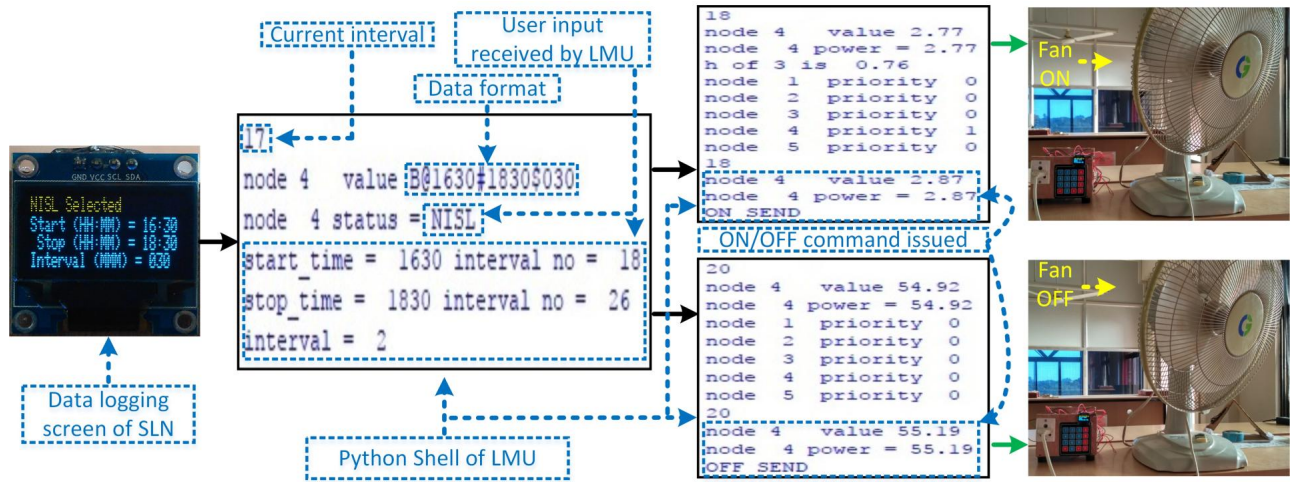 Current interval
User input
received by LMU
Data format
GND VCC SCL SDA
NISL Selected
Start (HH:MM) = 16:30
Stop (HH:MM) = 18:30
Interval (MMM) = 030
Data logging
screen of SLN
17
node 4 value B@1630#1830$030
node 4 status = NISL
start_time = 1630 interval no = 18
stop_time = 1830 interval no = 26
interval = 2
Python Shell of LMU
18
node 4 value 2.77
node 4 power = 2.77
h of 3 is 0.76
node 1 priority 0
node 2 priority 0
node 3 priority 0
node 4 priority 1
node 5 priority 0
18
node 4 value 2.87
node 4 power = 2.87
ON SEND
ON/OFF command issued
20
node 4 value 54.92
node 4 power = 54.92
node 1 priority 0
node 2 priority 0
node 3 priority 0
node 4 priority 0
node 5 priority 0
20
node 4 value 55.19
node 4 power = 55.19
OFF SEND
Fan
ON
Fan
OFF